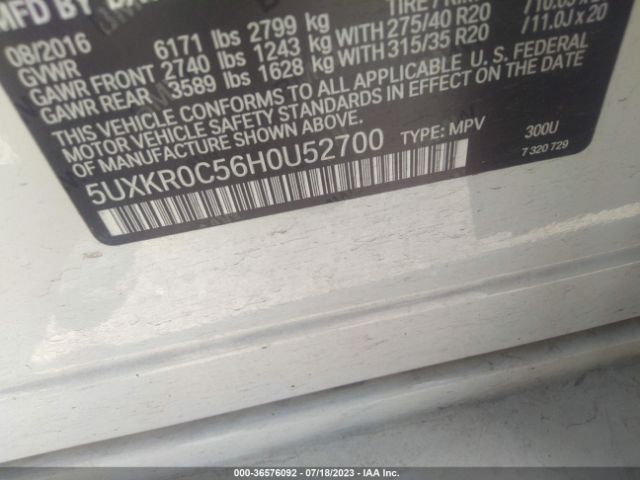 MFD BY
08/2016
GVWR 6171 lbs 2799 kg
GAWR FRONT 2740 lbs 1243 kg WITH 275/40 R20
GAWR REAR 3589 lbs 1628 kg WITH 315/35 R20 / 11.0J x 20
THIS VEHICLE CONFORMS TO ALL APPLICABLE U. S. FEDERAL
MOTOR VEHICLE SAFETY STANDARDS IN EFFECT ON THE DATE
OF MANUFACTURE SHOWN ABOVE.
5UXKR0C56H0U52700 TYPE: MPV 300U
7 320 729
000-36576092 / 07/18/2023 / IAA Inc.